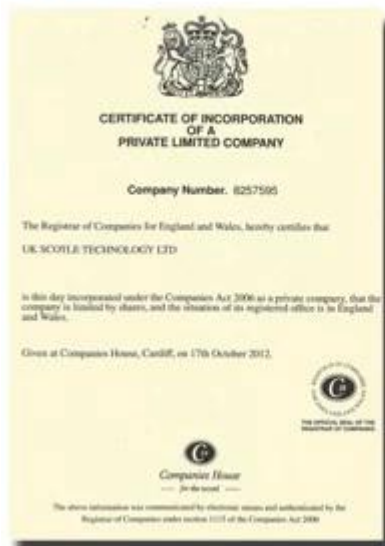 CERTIFICATE OF INCORPORATION
OF A
PRIVATE LIMITED COMPANY
Company Number. 8257595
The Registrar of Companies for England and Wales, hereby certifies that
UK SCOYLE TECHNOLOGY LTD
is this day incorporated under the Companies Act 2006 as a private company, that the
company is limited by shares, and the situation of its registered office is in England
and Wales.
Given at Companies House, Cardiff, on 17th October 2012.
THE OFFICIAL SEAL OF THE
REGISTRAR OF COMPANIES
Companies House
for the record
The above information was communicated by electronic means and authenticated by the
Registrar of Companies under section 1115 of the Companies Act 2006